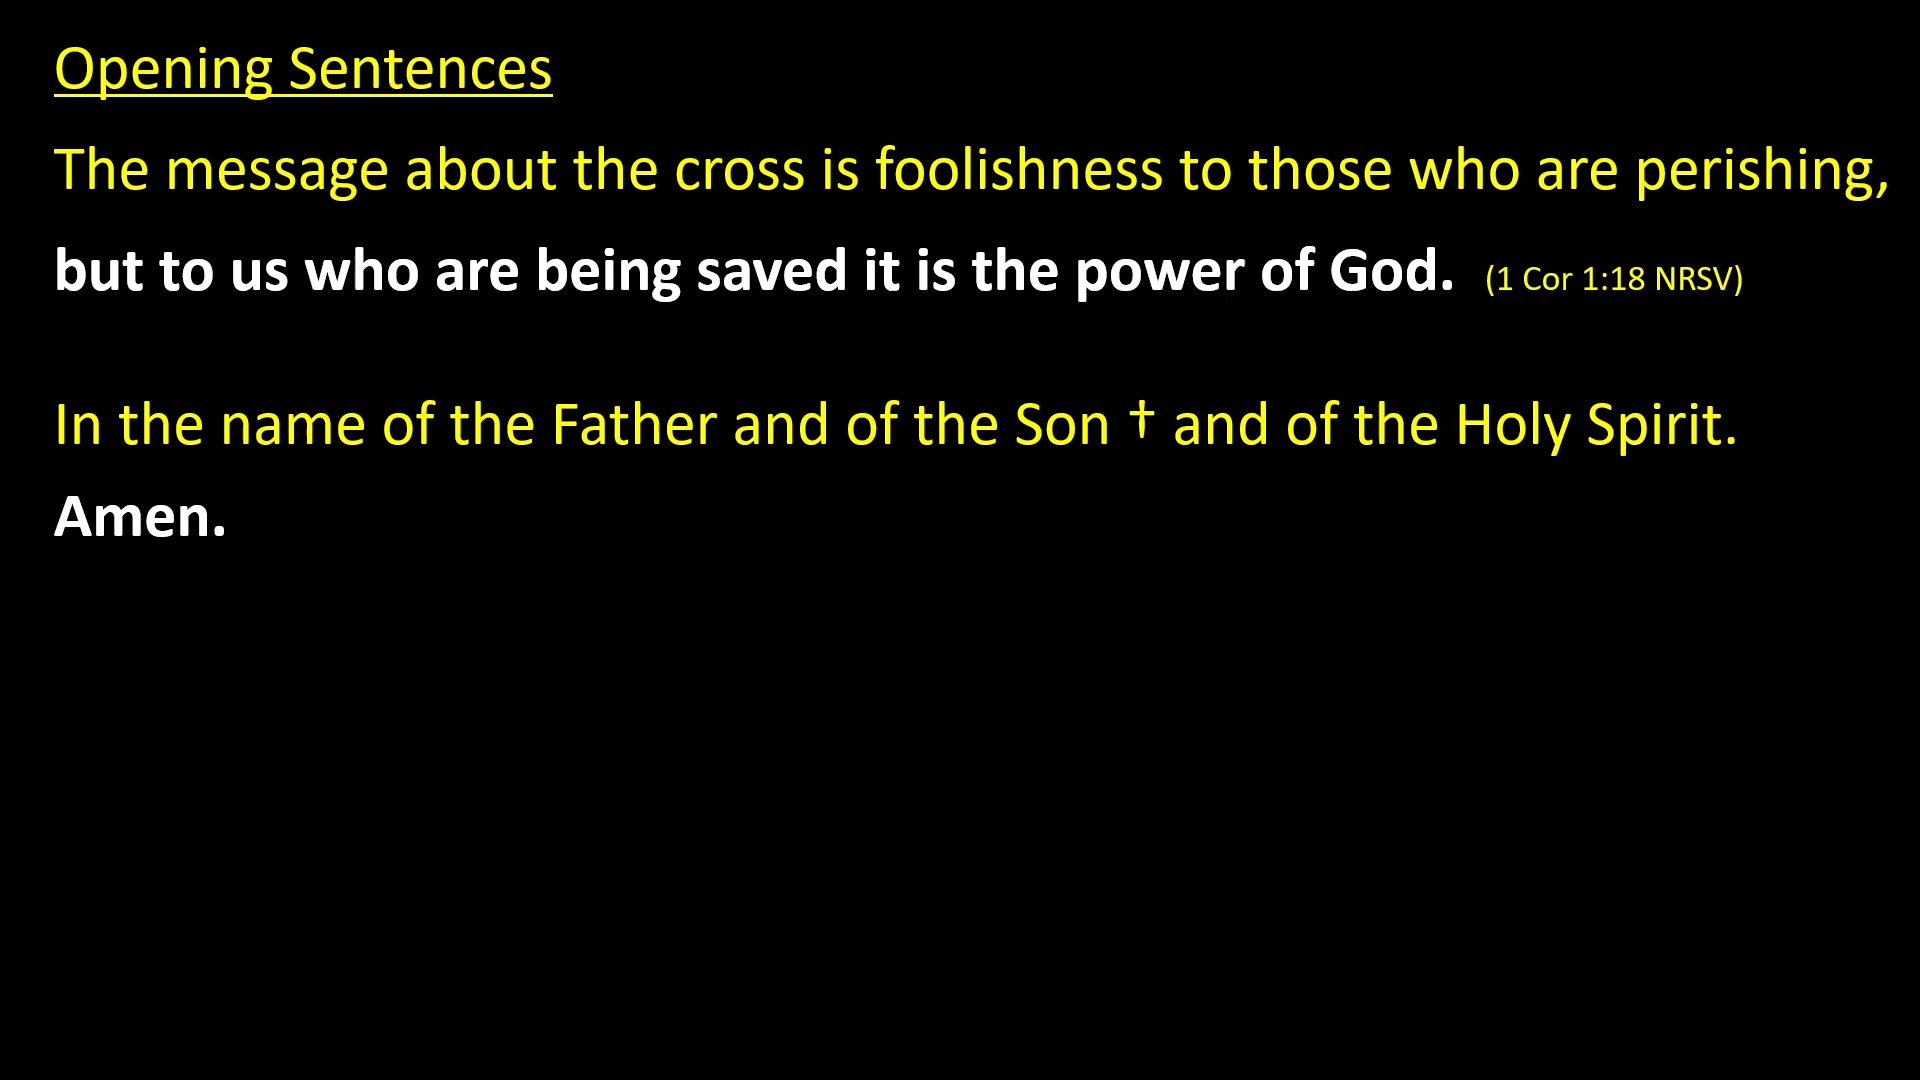 Opening Sentences
The message about the cross is foolishness to those who are perishing,
but to us who are being saved it is the power of God. (1 Cor 1:18 NRSV)
In the name of the Father and of the Son † and of the Holy Spirit.
Amen.